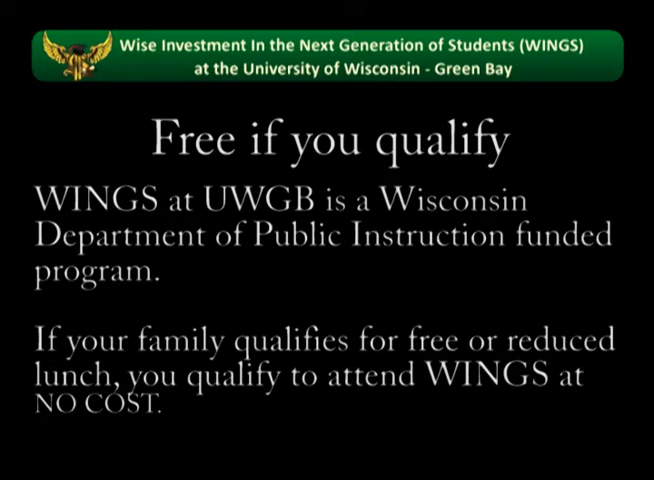 Wise Investment In the Next Generation of Students (WINGS)
at the University of Wisconsin - Green Bay
Free if you qualify
WINGS at UWGB is a Wisconsin
Department of Public Instruction funded
program.
If your family qualifies for free or reduced
lunch, you qualify to attend WINGS at
NO COST.